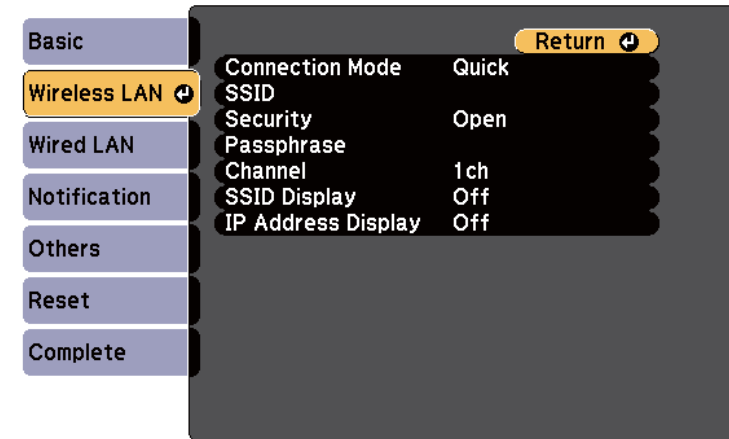 Basic
Wireless LAN
Wired LAN
Notification
Others
Reset
Complete
Return
Connection Mode Quick
SSID
Security Open
Passphrase
Channel 1ch
SSID Display Off
IP Address Display Off